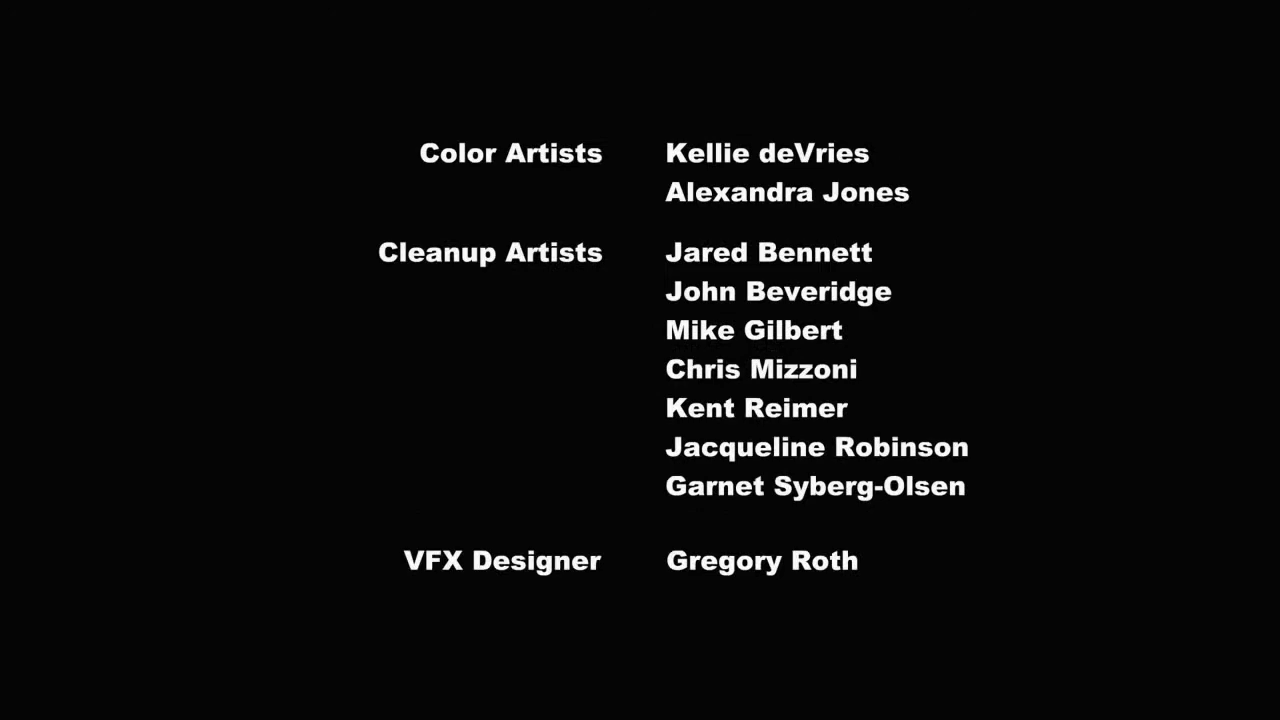 Color Artists Kellie deVries
Alexandra Jones
Cleanup Artists Jared Bennett
John Beveridge
Mike Gilbert
Chris Mizzoni
Kent Reimer
Jacqueline Robinson
Garnet Syberg-Olsen
VFX Designer Gregory Roth